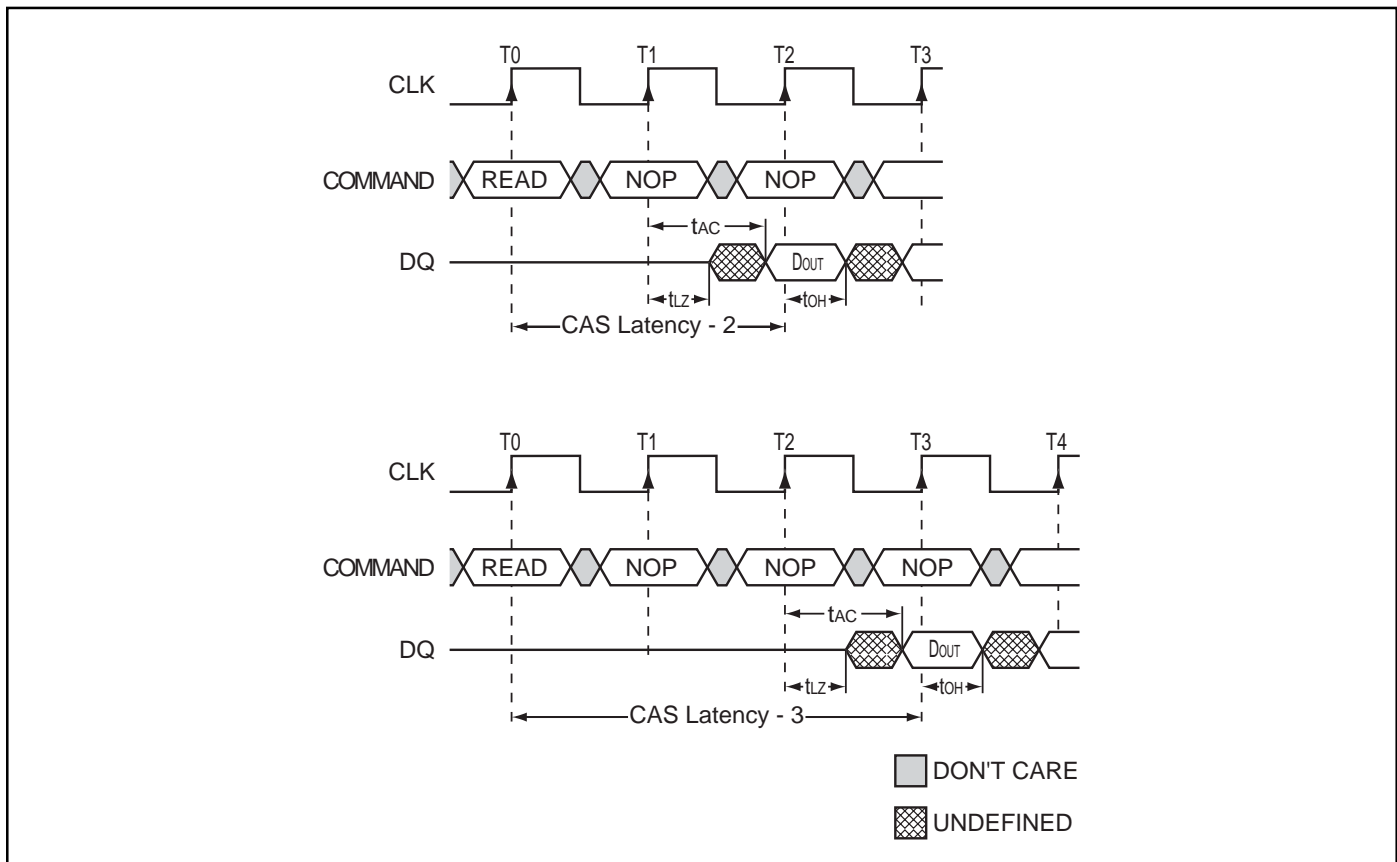 T0 T1 T2 T3
CLK
COMMAND READ NOP NOP
tAC
DQ DOUT
tLZ tOH
CAS Latency - 2
T0 T1 T2 T3 T4
CLK
COMMAND READ NOP NOP NOP
tAC
DQ DOUT
tLZ tOH
CAS Latency - 3
DON'T CARE
UNDEFINED